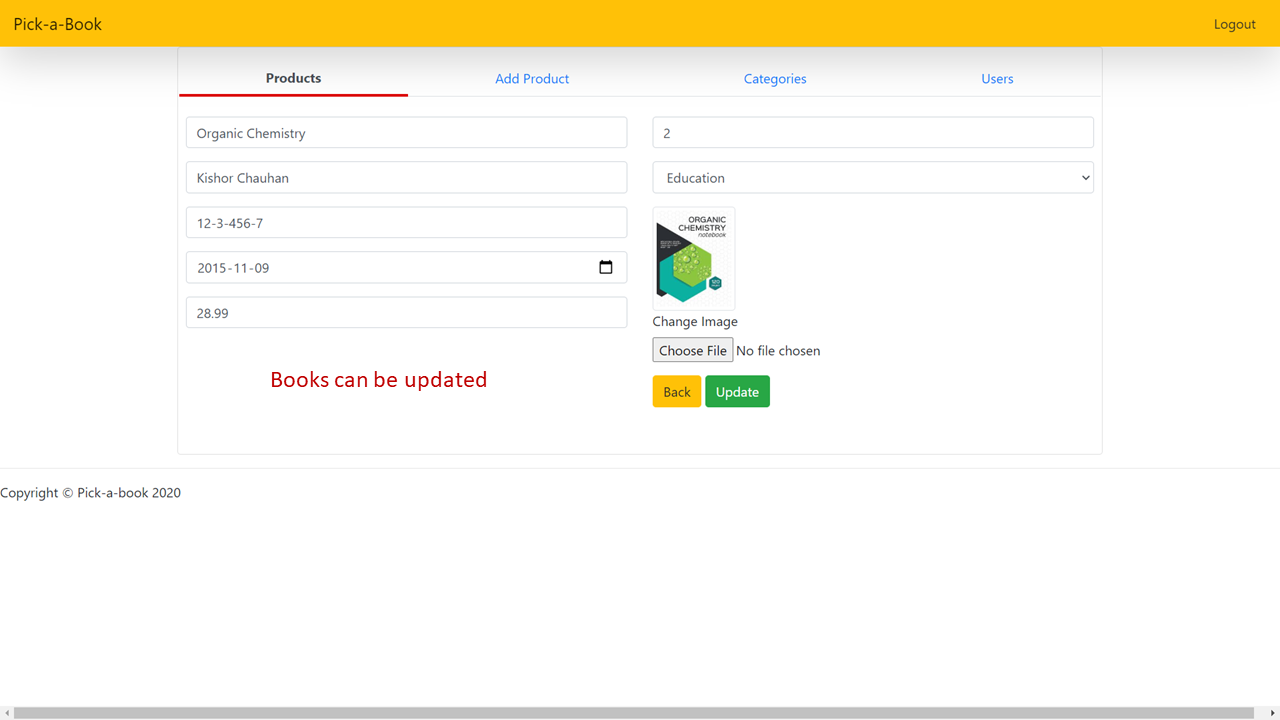 Pick-a-Book
Logout
Products
Add Product
Categories
Users
Organic Chemistry
Kishor Chauhan
12-3-456-7
2015-11-09
28.99
Books can be updated
2
Education
ORGANIC
CHEMISTRY
notebook
Change Image
Choose File No file chosen
Back
Update
Copyright © Pick-a-book 2020